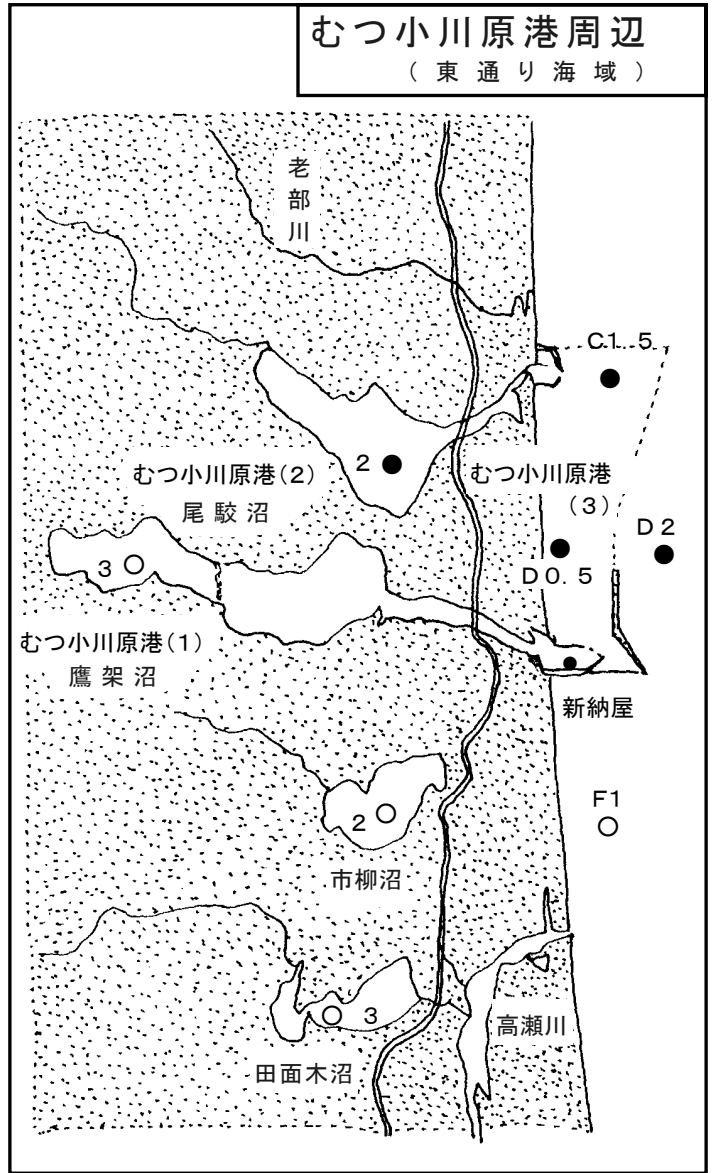 むつ小川原港周辺
(東通り海域)
老部川
C1.5
むつ小川原港(2)
尾駮沼
2
むつ小川原港
(3)
D2
D0.5
3
むつ小川原港(1)
鷹架沼
新納屋
F1
2
市柳沼
3
高瀬川
田面木沼